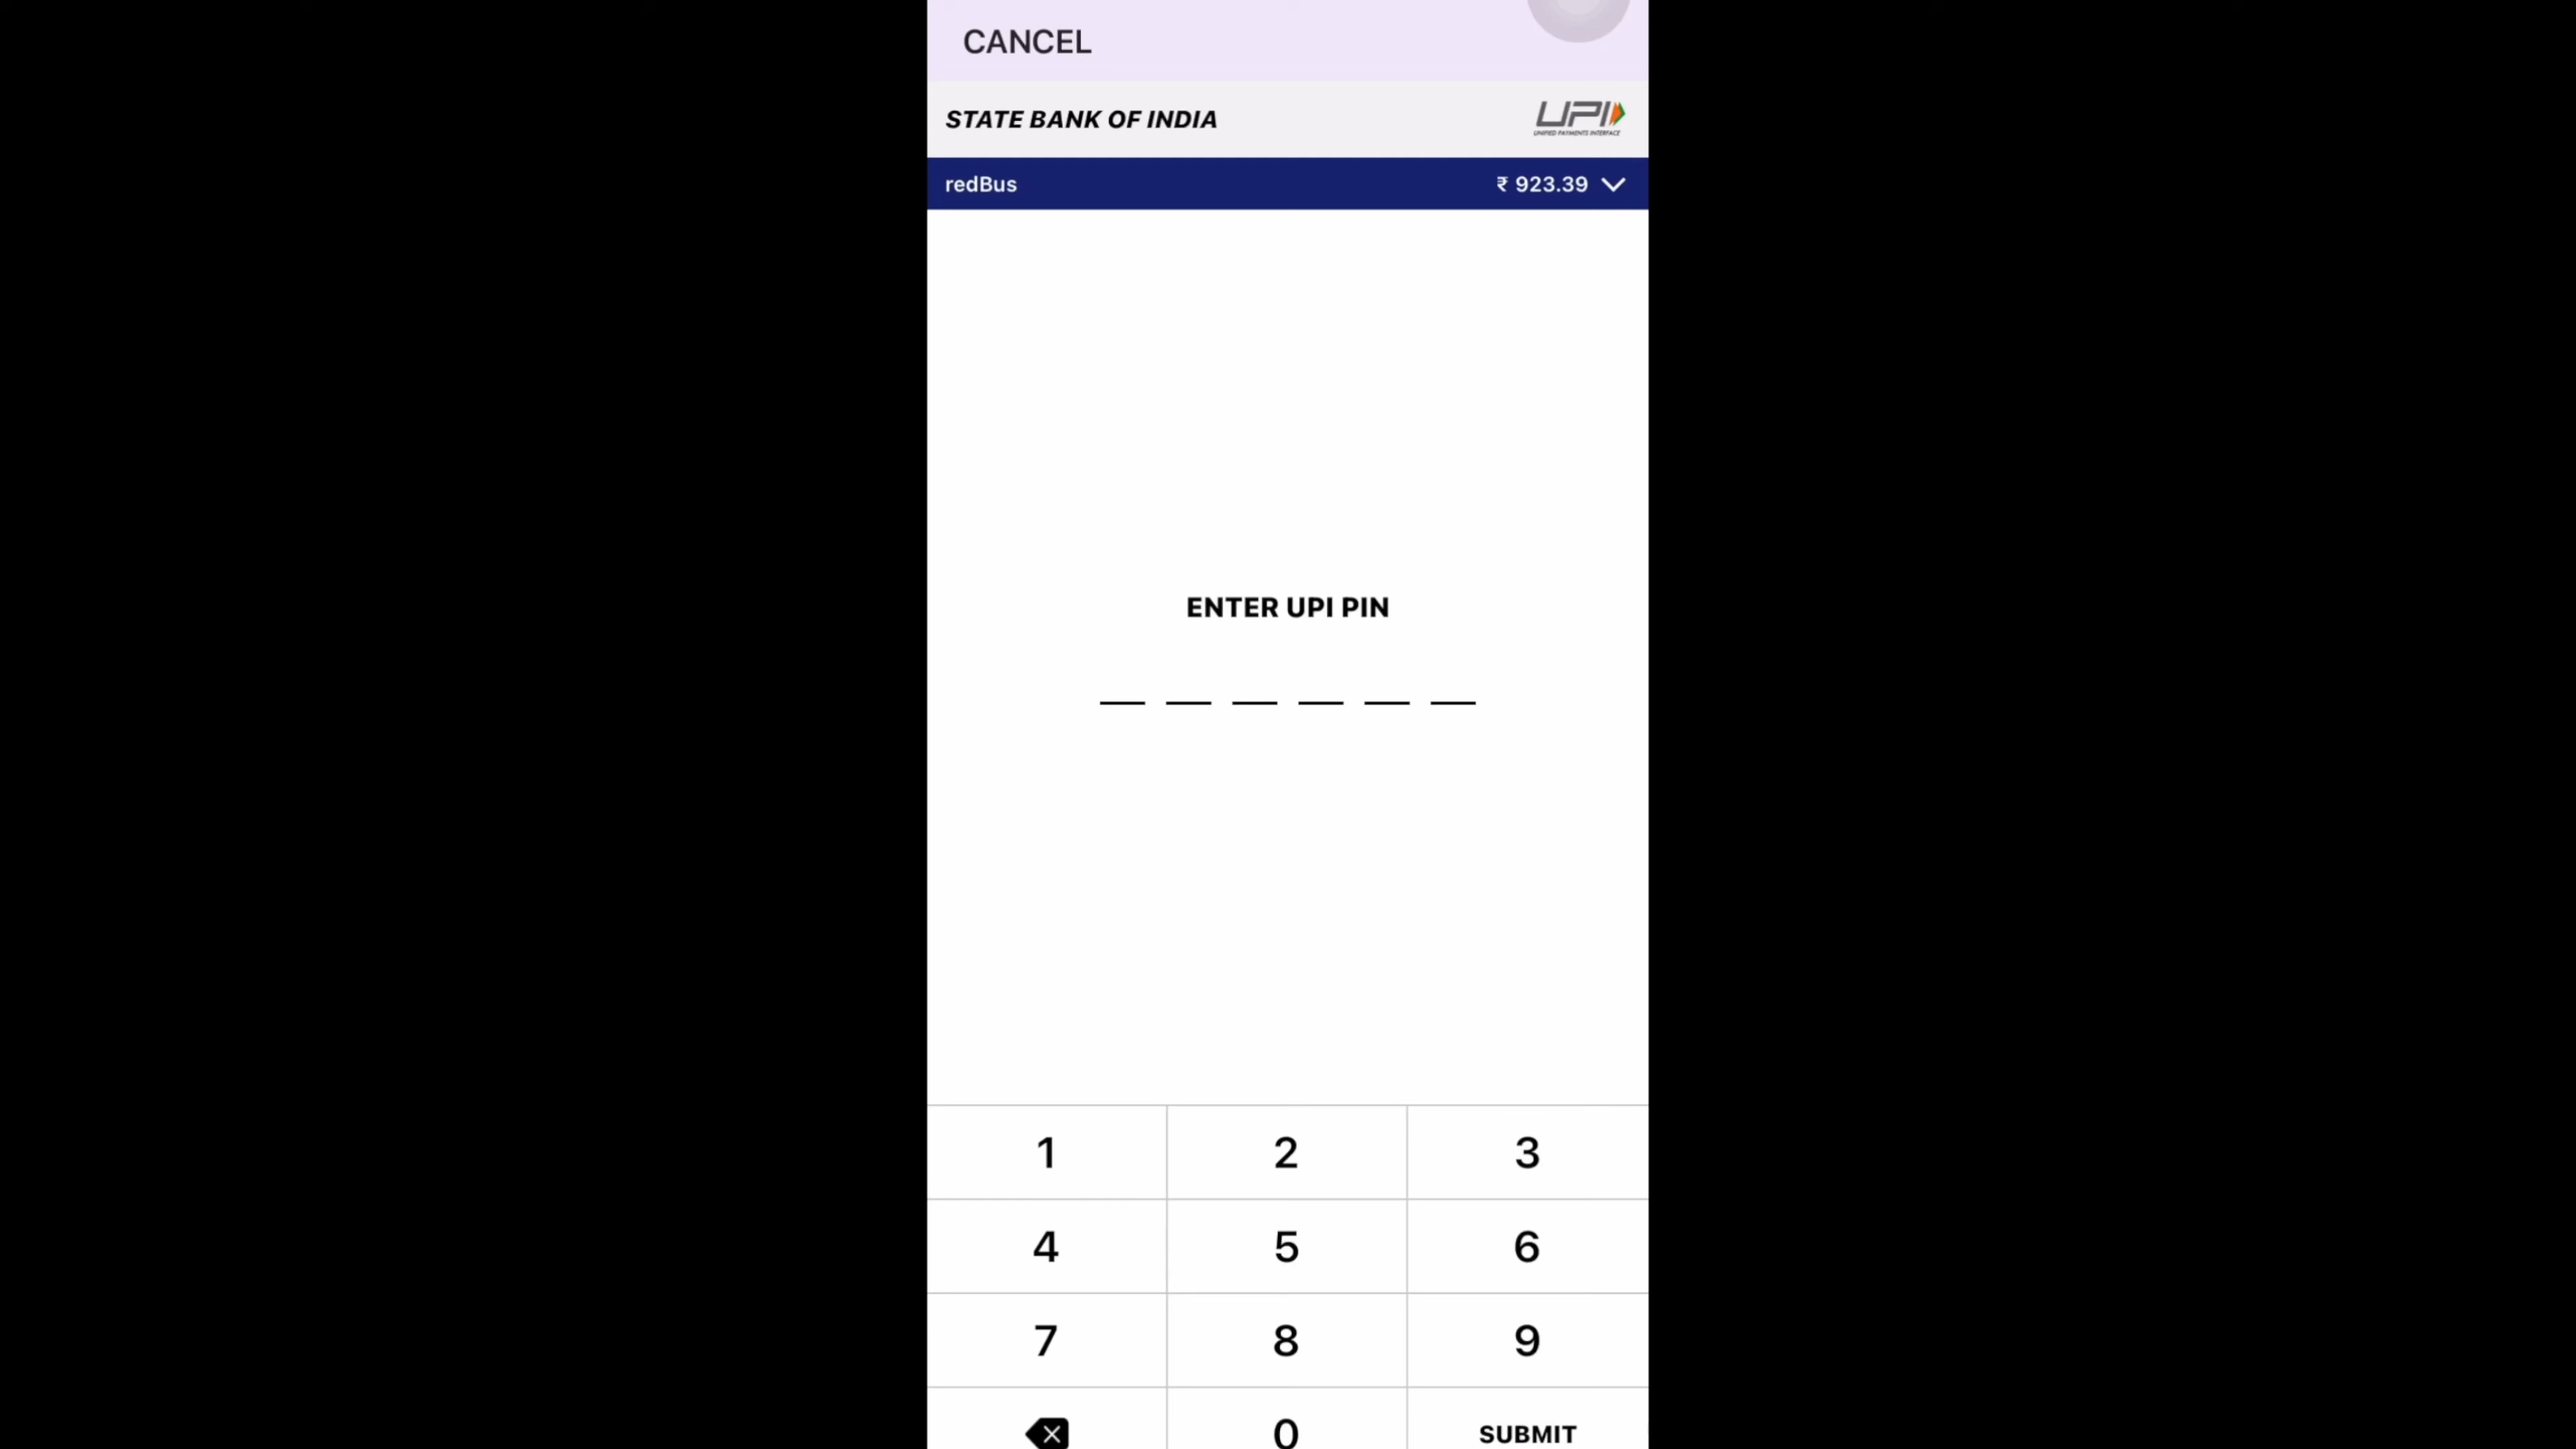 CANCEL
STATE BANK OF INDIA
UPI
UNIFIED PAYMENTS INTERFACE
redBus
₹ 923.39
ENTER UPI PIN
1 2 3
4 5 6
7 8 9
0 SUBMIT